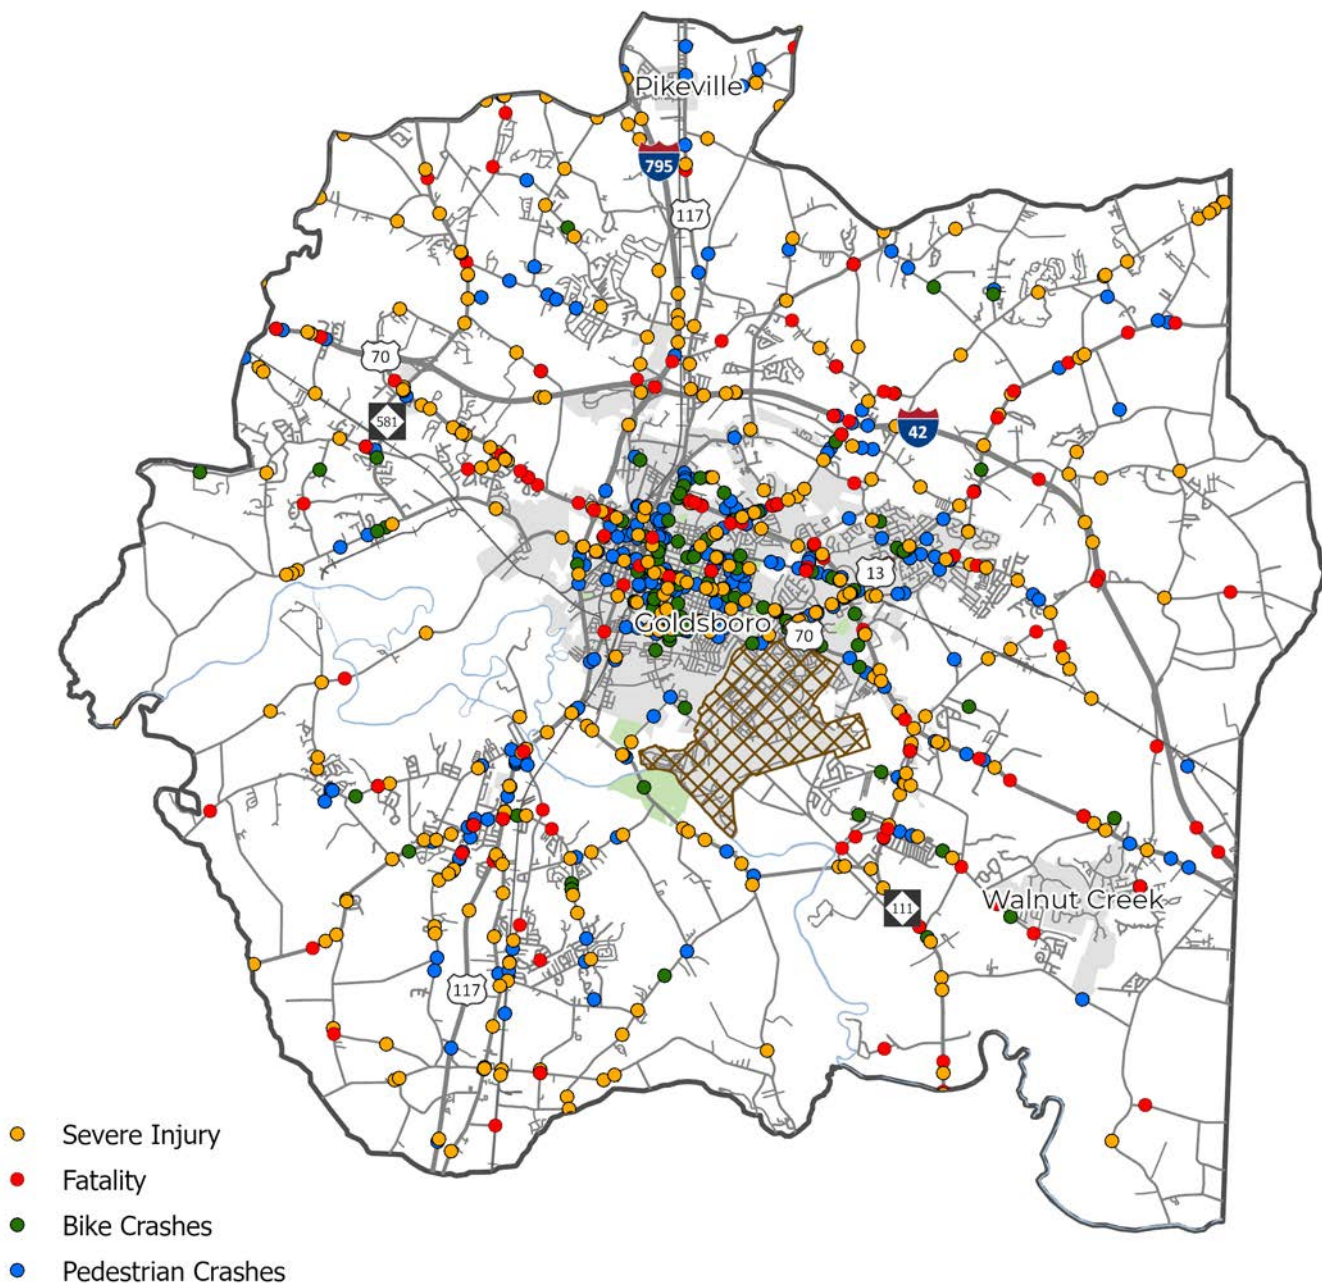 Pikeville
795
117
70
581
42
13
Goldsboro
70
Walnut Creek
111
117
Severe Injury
Fatality
Bike Crashes
Pedestrian Crashes